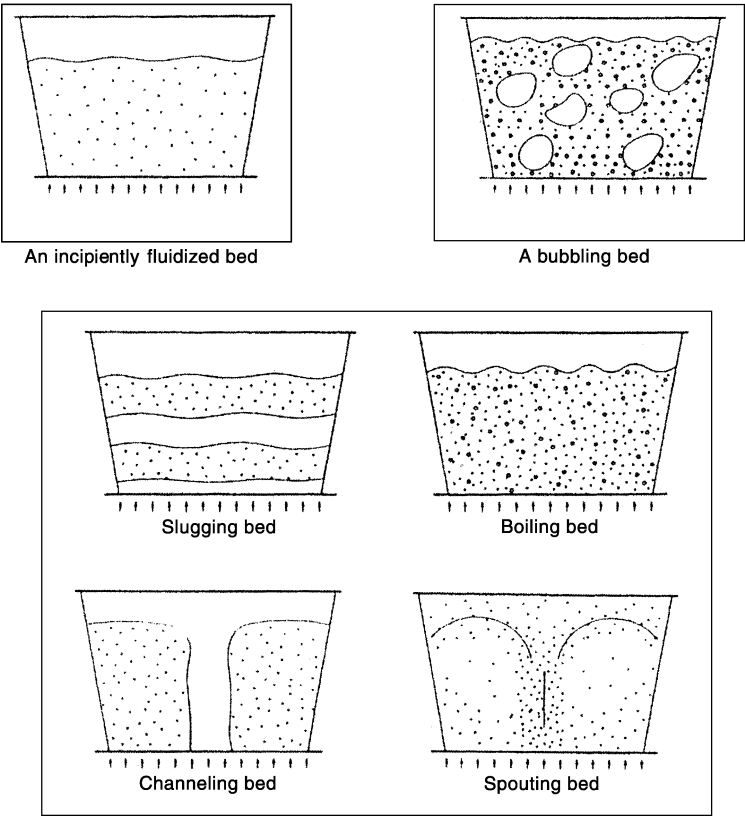 An incipiently fluidized bed
A bubbling bed
Slugging bed
Boiling bed
Channeling bed
Spouting bed